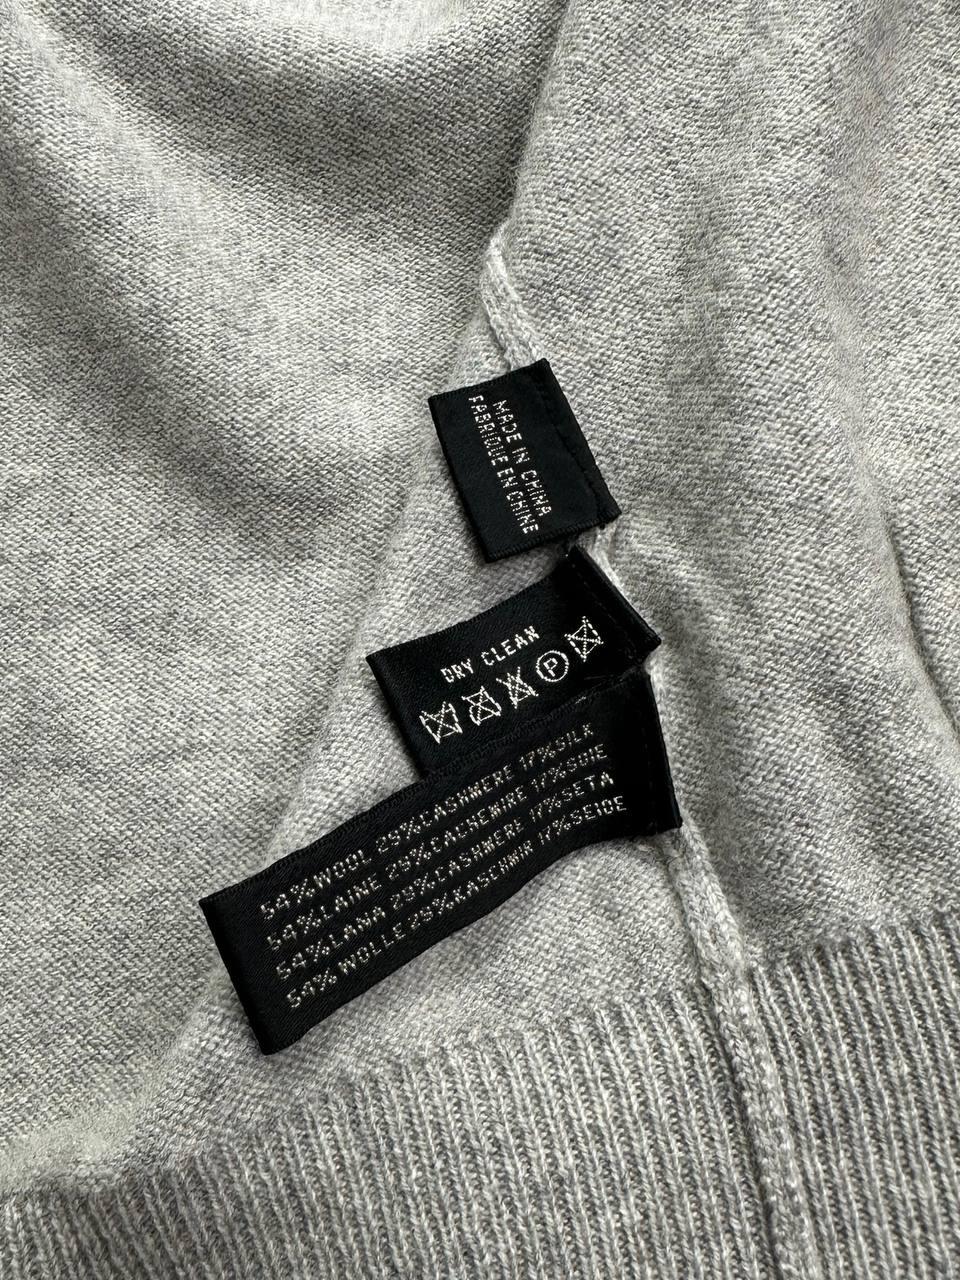 MADE IN CHINA
FABRIQUE EN CHINE
DRY CLEAN
P
54%WOOL 29%CASHMERE 17%SILK
54%LAINE 29%CACHEMIRE 17%SOIE
54%LANA 29%CASHMERE 17%SETA
54%WOLLE 29%KASCHMIR 17%SEIDE